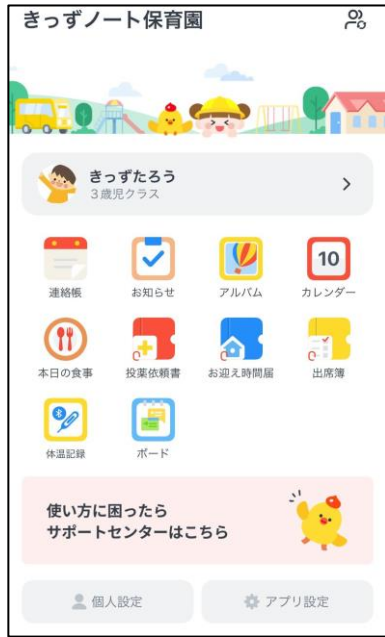 きっずノート保育園
きっずたろう
3歳児クラス
10
連絡帳 お知らせ アルバム カレンダー
本日の食事 投薬依頼書 お迎え時間届 出席簿
体温記録 ボード
使い方に困ったら
サポートセンターはこちら
個人設定 アプリ設定